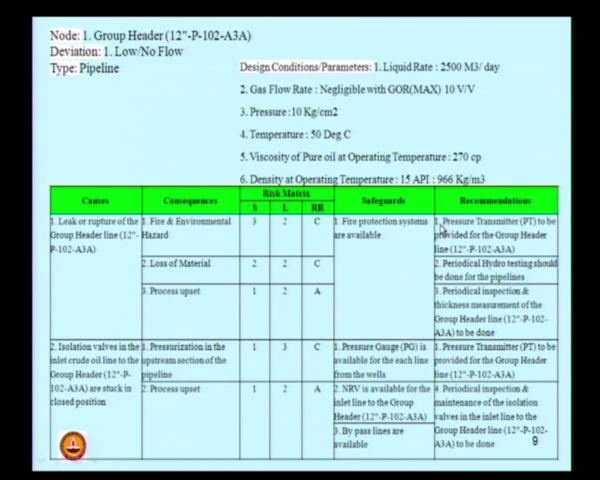 Node: 1. Group Header (12"-P-102-A3A)
Deviation: 1. Low/No Flow
Type: Pipeline
Design Conditions/Parameters: 1. Liquid Rate : 2500 M3/ day
2. Gas Flow Rate : Negligible with GOR(MAX) 10 V/V
3. Pressure :10 Kg/cm2
4. Temperature : 50 Deg C
5. Viscosity of Pure oil at Operating Temperature : 270 cp
6. Density at Operating Temperature : 15 API : 966 Kg/m3
Causes
Consequences
Risk Matrix
S
L
RR
Safeguards
Recommendations
1. Leak or rupture of the
Group Header line (12"-
P-102-A3A)
1. Fire & Environmental
Hazard
3
2
C
1. Fire protection systems
are available
1. Pressure Transmitter (PT) to be
provided for the Group Header
line (12"-P-102-A3A)
2. Loss of Material
2
2
C
2. Periodical Hydro testing should
be done for the pipelines
3. Process upset
1
2
A
3. Periodical inspection &
thickness measurement of the
Group Header line (12"-P-102-
A3A) to be done
2. Isolation valves in the
inlet crude oil line to the
Group Header (12"-P-
102-A3A) are stuck in
closed position
1. Pressurization in the
upstream section of the
pipeline
1
3
C
1. Pressure Gauge (PG) is
available for the each line
from the wells
1. Pressure Transmitter (PT) to be
provided for the Group Header
line (12"-P-102-A3A)
2. Process upset
1
2
A
2. NRV is available for the
inlet line to the Group
Header (12"-P-102-A3A)
3. By pass lines are
available
4. Periodical inspection &
maintenance of the isolation
valves in the inlet line to the
Group Header line (12"-P-102-
A3A) to be done
9